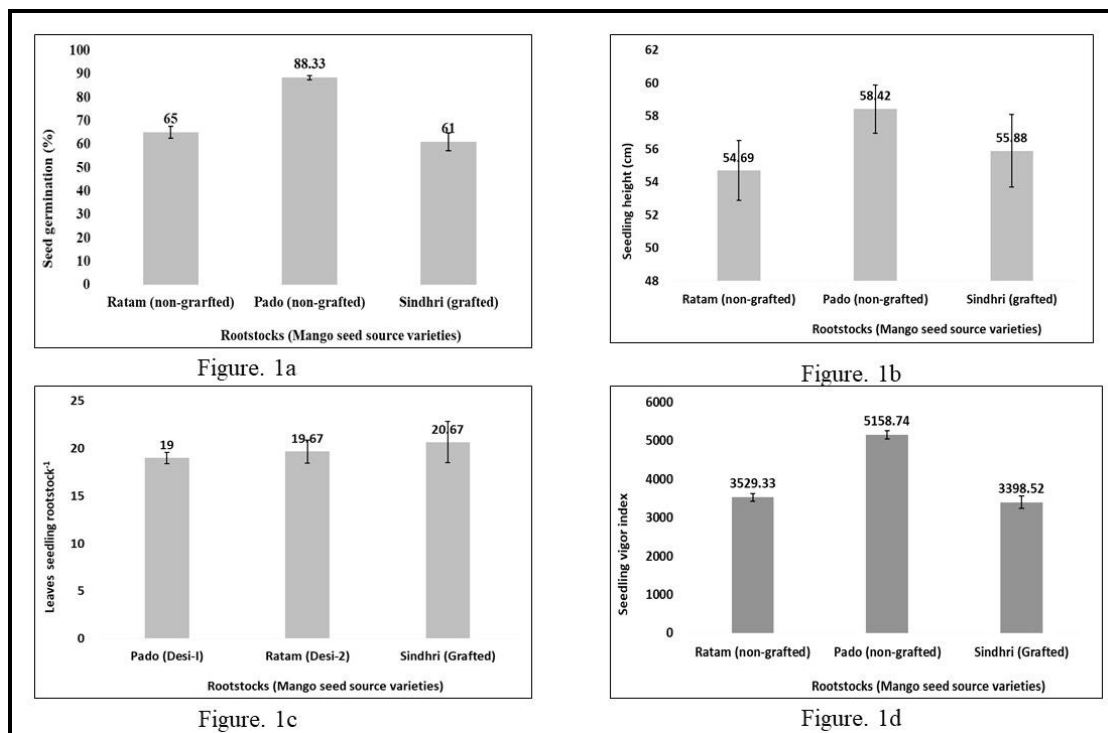 100
90
80
70
60
50
40
30
20
10
0
Seed germination (%)
65
88.33
61
Ratam (non-grarfted)
Pado (non-grafted)
Sindhri (grafted)
Rootstocks (Mango seed source varieties)
Figure. 1a
62
60
58
56
54
52
50
48
Seedling height (cm)
54.69
58.42
55.88
Ratam (non-grafted)
Pado (non-grafted)
Sindhri (grafted)
Rootstocks (Mango seed source varieties)
Figure. 1b
25
20
15
10
5
0
Leaves seedling rootstock⁻¹
19
19.67
20.67
Pado (Desi-I)
Ratam (Desi-2)
Sindhri (Grafted)
Rootstocks (Mango seed source varieties)
Figure. 1c
6000
5000
4000
3000
2000
1000
0
Seedling vigor index
3529.33
5158.74
3398.52
Ratam (non-grafted)
Pado (non-grafted)
Sindhri (Grafted)
Rootstocks (Mango seed source varieties)
Figure. 1d